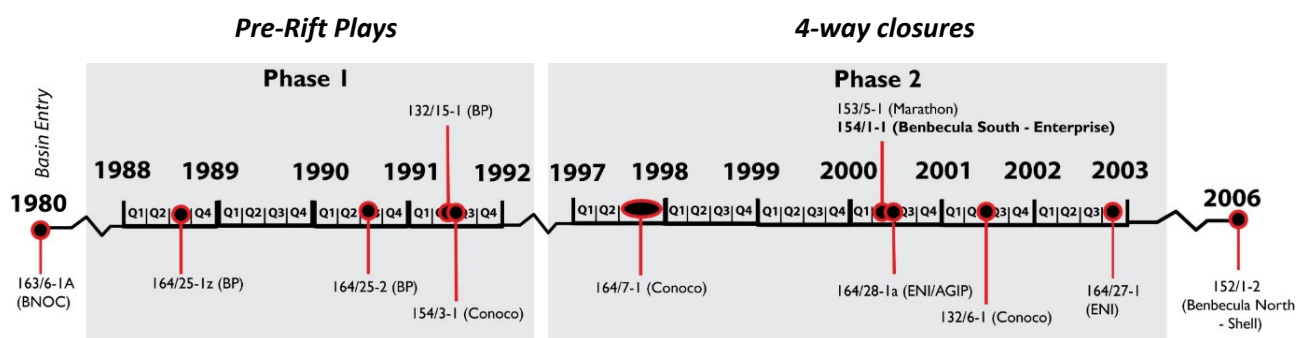 Pre-Rift Plays
4-way closures
Phase 1
Phase 2
Basin Entry
132/15-1 (BP)
153/5-1 (Marathon)
154/1-1 (Benbecula South - Enterprise)
1980
1988
1989
1990
1991
1992
1997
1998
1999
2000
2001
2002
2003
2006
Q1 Q2 Q4
Q1 Q2 Q3 Q4
Q1 Q2 Q4
Q1 Q3 Q4
Q1 Q2
Q1 Q2 Q3 Q4
Q1 Q2 Q3 Q4
Q1 Q3 Q4
Q1 Q2 Q4
Q1 Q2 Q3
163/6-1A
(BNOC)
164/25-1z (BP)
164/25-2 (BP)
154/3-1 (Conoco)
164/7-1 (Conoco)
164/28-1a (ENI/AGIP)
132/6-1 (Conoco)
164/27-1
(ENI)
152/1-2
(Benbecula North
- Shell)